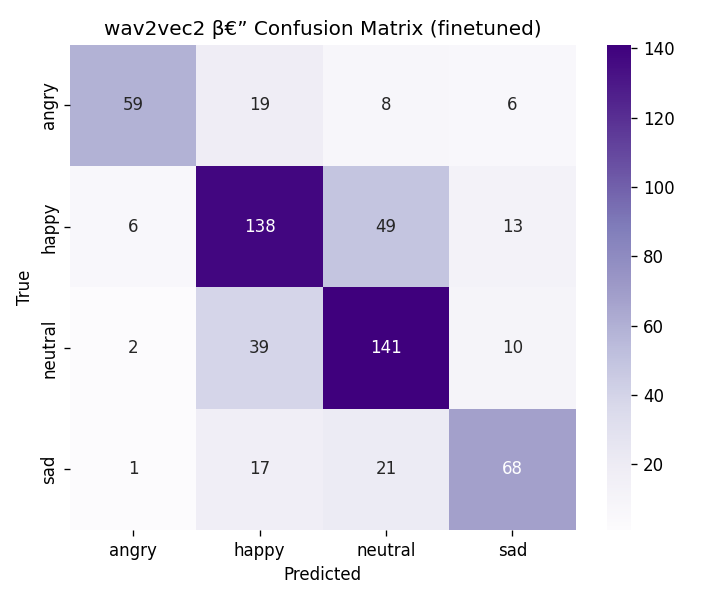 wav2vec2 β€” Confusion Matrix (finetuned)
angry 59 19 8 6
happy 6 138 49 13
neutral 2 39 141 10
sad 1 17 21 68
angry happy neutral sad
Predicted
True
140
120
100
80
60
40
20